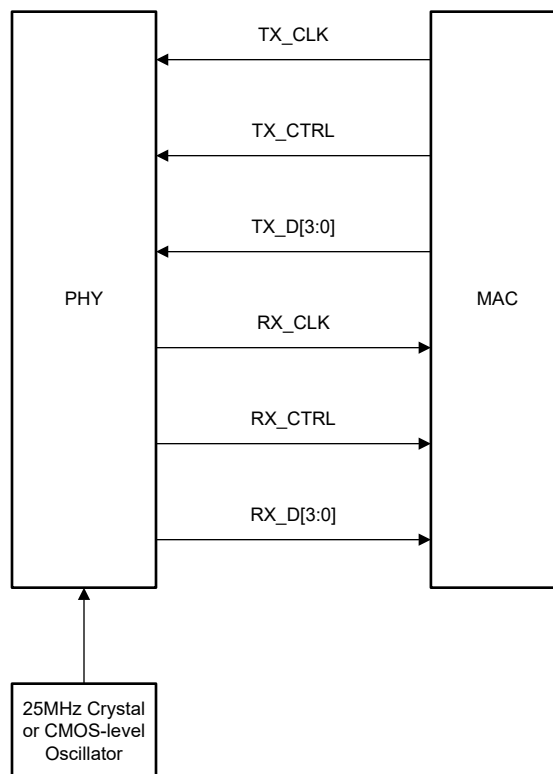 TX_CLK
TX_CTRL
TX_D[3:0]
PHY
MAC
RX_CLK
RX_CTRL
RX_D[3:0]
25MHz Crystal
or CMOS-level
Oscillator